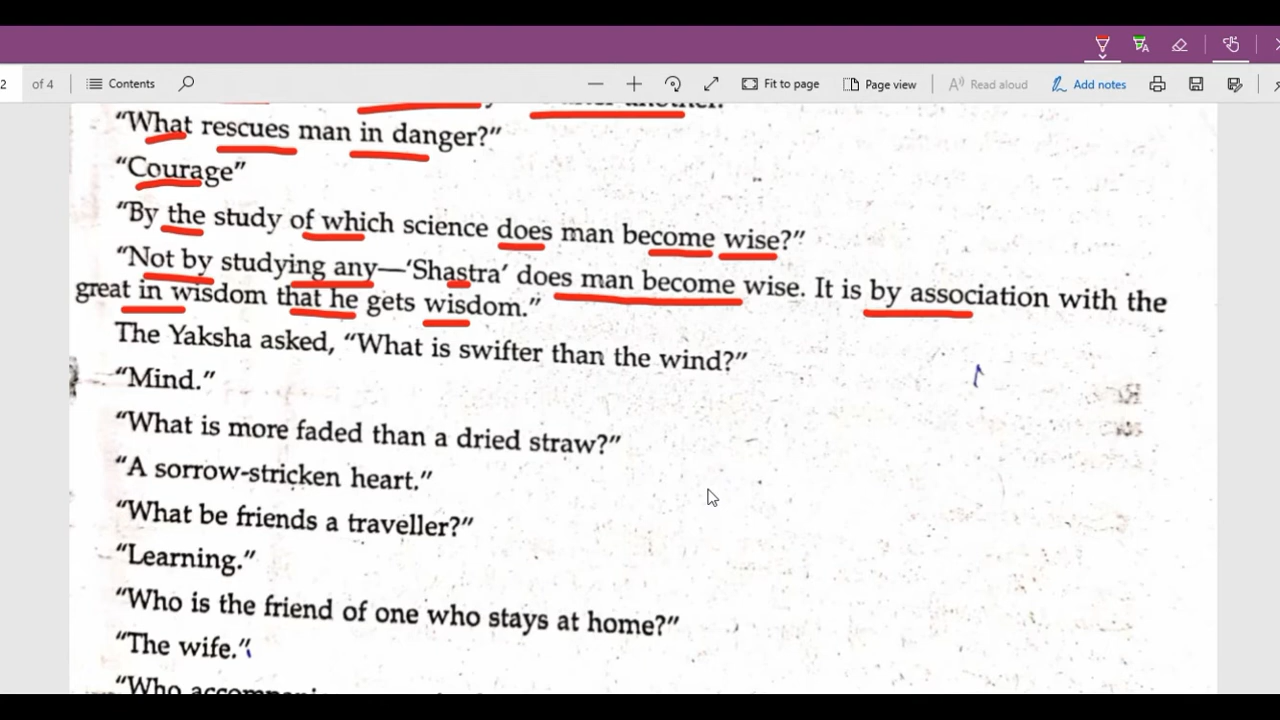 2 of 4 Contents Fit to page Page view Read aloud Add notes
another.
“What rescues man in danger?”
“Courage”
“By the study of which science does man become wise?”
“Not by studying any—‘Shastra’ does man become wise. It is by association with the
great in wisdom that he gets wisdom.”
The Yaksha asked, “What is swifter than the wind?”
“Mind.”
“What is more faded than a dried straw?”
“A sorrow-stricken heart.”
“What be friends a traveller?”
“Learning.”
“Who is the friend of one who stays at home?”
“The wife.”
“Who